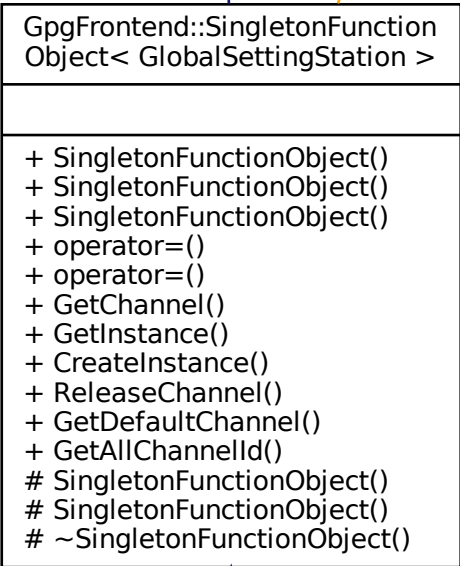 GpgFrontend::SingletonFunction
Object< GlobalSettingStation >
+ SingletonFunctionObject()
+ SingletonFunctionObject()
+ SingletonFunctionObject()
+ operator=()
+ operator=()
+ GetChannel()
+ GetInstance()
+ CreateInstance()
+ ReleaseChannel()
+ GetDefaultChannel()
+ GetAllChannelId()
# SingletonFunctionObject()
# SingletonFunctionObject()
# ~SingletonFunctionObject()